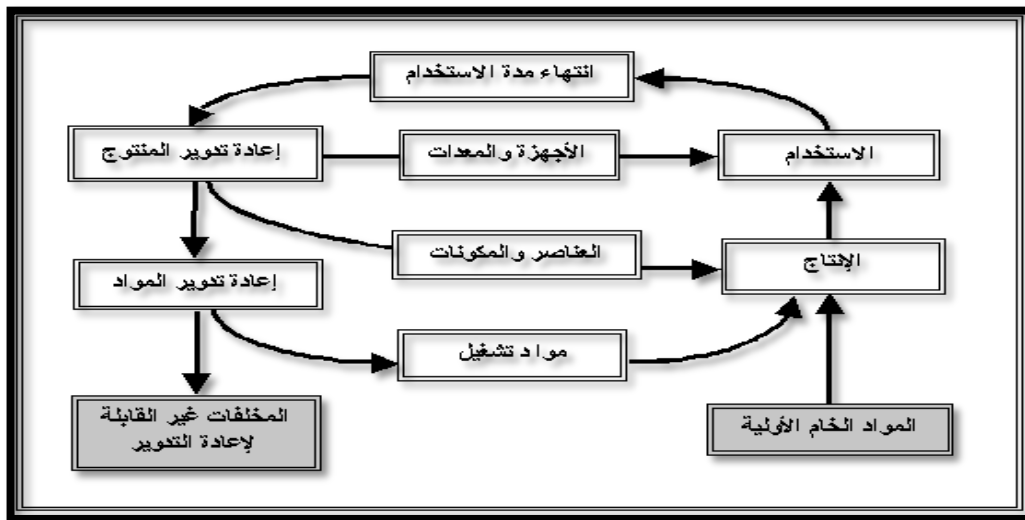 انتهاء مدة الاستخدام
الاستخدام
الأجهزة والمعدات
إعادة تدوير المنتوج
الإنتاج
العناصر والمكونات
إعادة تدوير المواد
مواد تشغيل
المواد الخام الأولية
المخلفات غير القابلة
لإعادة التدوير